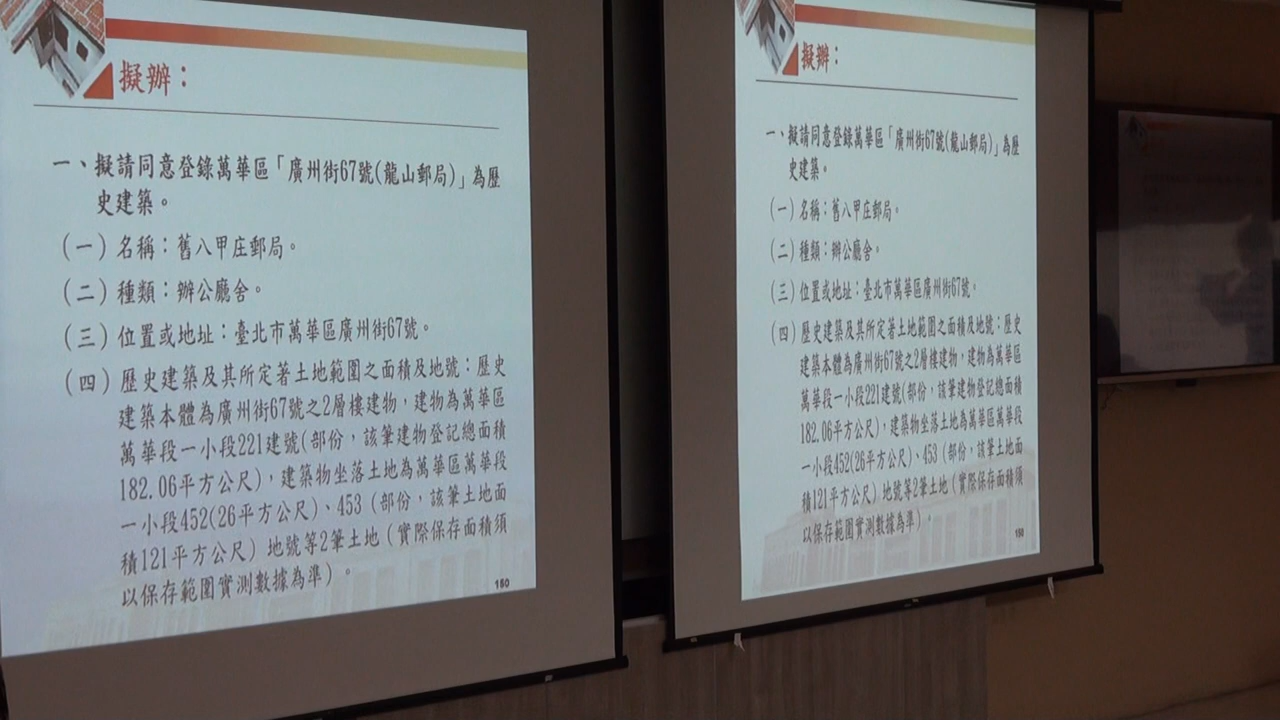 擬辦：
一、擬請同意登錄萬華區「廣州街67號(龍山郵局)」為歷
史建築。
(一) 名稱：舊八甲庄郵局。
(二) 種類：辦公廳舍。
(三) 位置或地址：臺北市萬華區廣州街67號。
(四) 歷史建築及其所定著土地範圍之面積及地號：歷史
建築本體為廣州街67號之2層樓建物，建物為萬華區
萬華段一小段221建號(部份，該筆建物登記總面積
182.06平方公尺)，建築物坐落土地為萬華區萬華段
一小段452(26平方公尺)、453（部份，該筆土地面
積121平方公尺）地號等2筆土地（實際保存面積須
以保存範圍實測數據為準）。
150
擬辦：
一、擬請同意登錄萬華區「廣州街67號(龍山郵局)」為歷
史建築。
(一) 名稱：舊八甲庄郵局。
(二) 種類：辦公廳舍。
(三) 位置或地址：臺北市萬華區廣州街67號。
(四) 歷史建築及其所定著土地範圍之面積及地號：歷史
建築本體為廣州街67號之2層樓建物，建物為萬華區
萬華段一小段221建號(部份，該筆建物登記總面積
182.06平方公尺)，建築物坐落土地為萬華區萬華段
一小段452(26平方公尺)、453（部份，該筆土地面
積121平方公尺）地號等2筆土地（實際保存面積須
以保存範圍實測數據為準）。
150